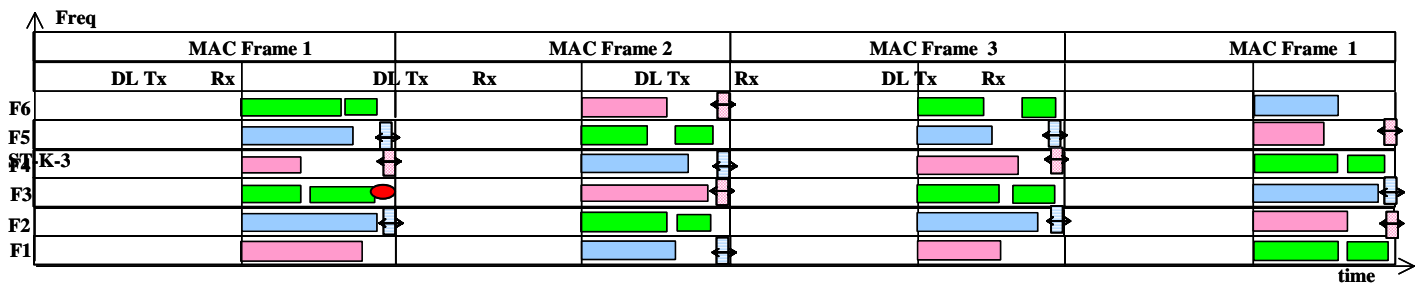 Freq
MAC Frame 1 MAC Frame 2 MAC Frame 3 MAC Frame 1
DL Tx Rx DL Tx Rx DL Tx Rx DL Tx Rx
F6
F5
ST-K-3
F4
F3
F2
F1
time